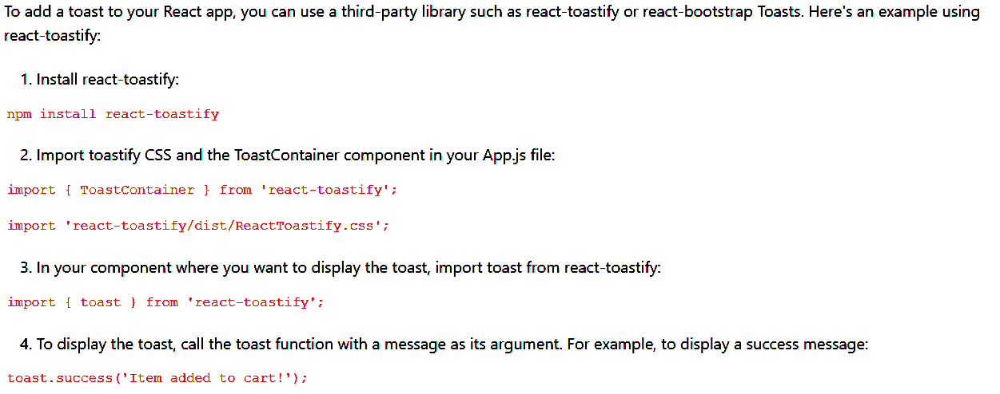 To add a toast to your React app, you can use a third-party library such as react-toastify or react-bootstrap Toasts. Here's an example using
react-toastify:
1. Install react-toastify:
npm install react-toastify
2. Import toastify CSS and the ToastContainer component in your App.js file:
import { ToastContainer } from 'react-toastify';
import 'react-toastify/dist/ReactToastify.css';
3. In your component where you want to display the toast, import toast from react-toastify:
import { toast } from 'react-toastify';
4. To display the toast, call the toast function with a message as its argument. For example, to display a success message:
toast.success('Item added to cart!');